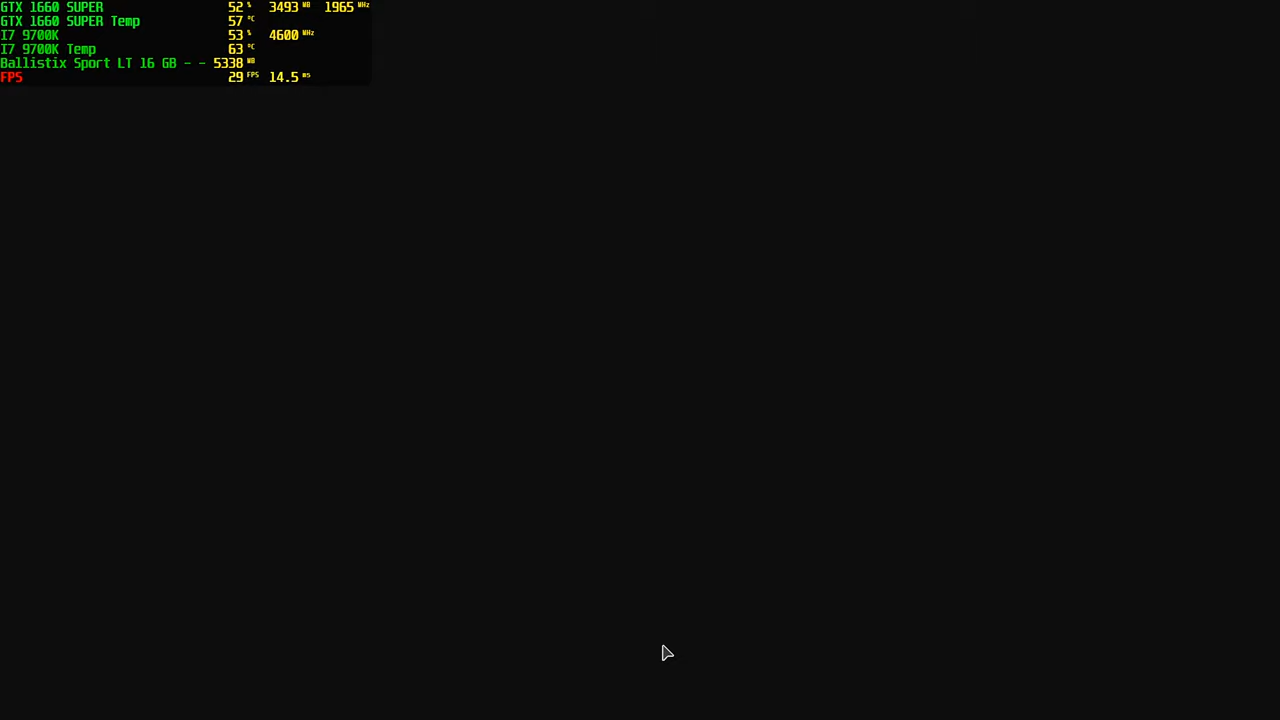 GTX 1660 SUPER 52 % 3493 MB 1965 MHz
GTX 1660 SUPER Temp 57 °C
I7 9700K 53 % 4600 MHz
I7 9700K Temp 63 °C
Ballistix Sport LT 16 GB - - 5338 MB
FPS 29 FPS 14.5 ms